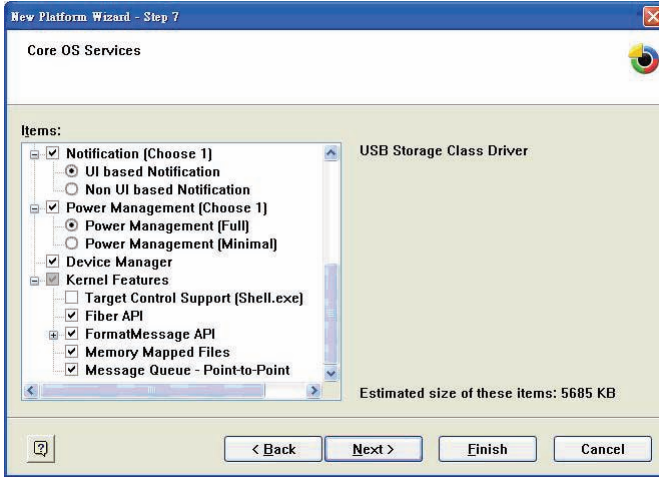 New Platform Wizard - Step 7
Core OS Services
Items:
Notification (Choose 1)
UI based Notification
Non UI based Notification
Power Management (Choose 1)
Power Management (Full)
Power Management (Minimal)
Device Manager
Kernel Features
Target Control Support (Shell.exe)
Fiber API
FormatMessage API
Memory Mapped Files
Message Queue - Point-to-Point
USB Storage Class Driver
Estimated size of these items: 5685 KB
?
< Back
Next >
Finish
Cancel